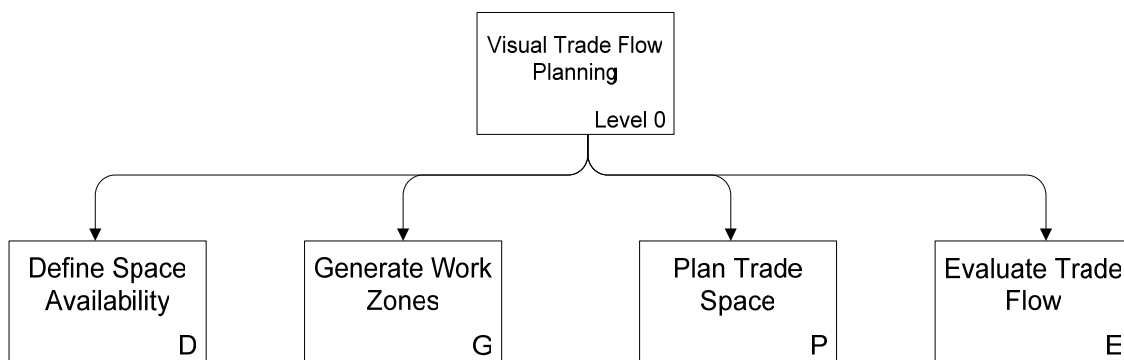 Visual Trade Flow
Planning
Level 0
Define Space
Availability
D
Generate Work
Zones
G
Plan Trade
Space
P
Evaluate Trade
Flow
E